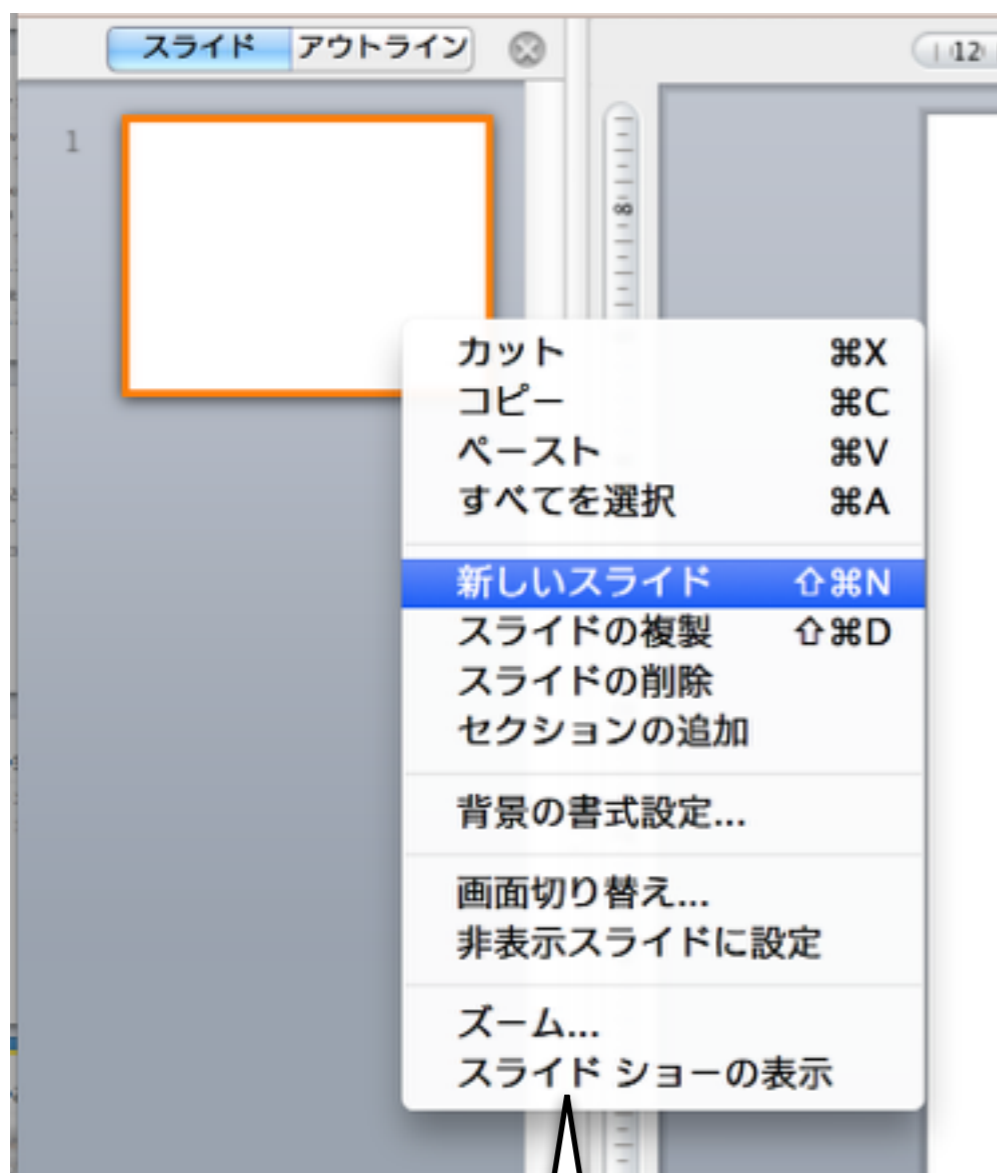 スライド アウトライン
12
1
8
カット ⌘X
コピー ⌘C
ペースト ⌘V
すべてを選択 ⌘A
新しいスライド ⇧⌘N
スライドの複製 ⇧⌘D
スライドの削除
セクションの追加
背景の書式設定...
画面切り替え...
非表示スライドに設定
ズーム...
スライド ショーの表示